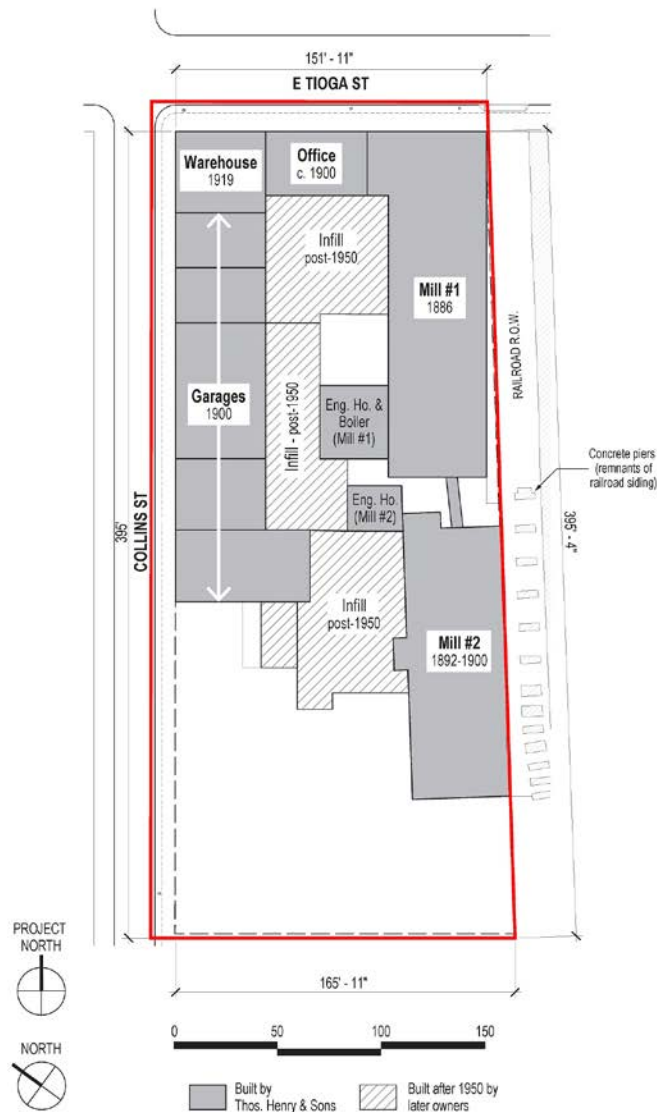 151' - 11"
E TIOGA ST
Warehouse
1919
Office
c. 1900
Infill
post-1950
Mill #1
1886
RAILROAD R.O.W.
Garages
1900
Infill - post-1950
Eng. Ho. &
Boiler
(Mill #1)
Eng. Ho.
(Mill #2)
Concrete piers
(remnants of
railroad siding)
395'
COLLINS ST
395' - 4"
Infill
post-1950
Mill #2
1892-1900
PROJECT
NORTH
165' - 11"
0
50
100
150
NORTH
Built by
Thos. Henry & Sons
Built after 1950 by
later owners